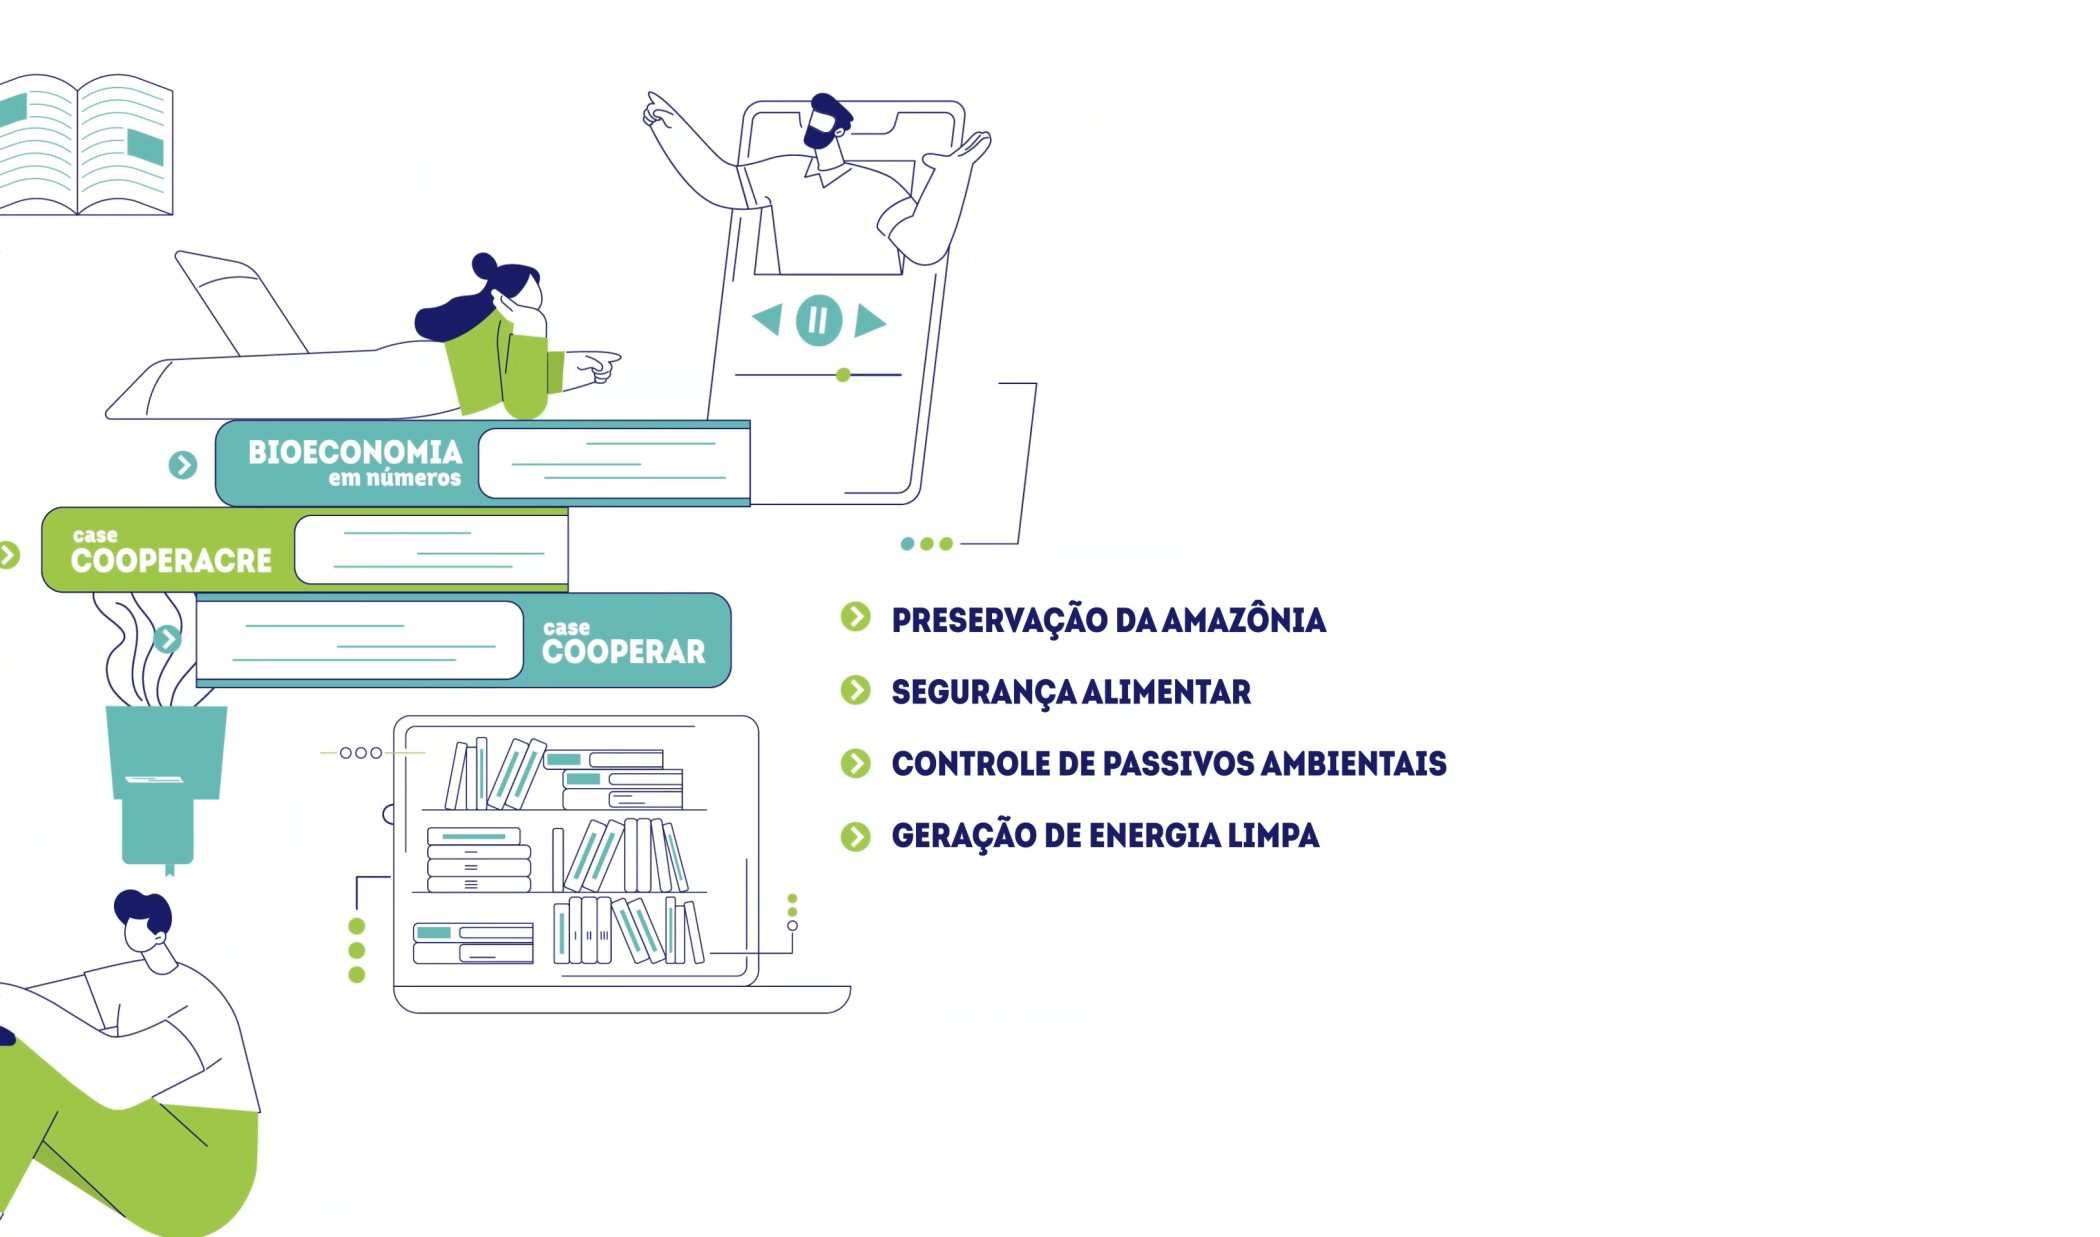 BIOECONOMIA
em números
case
COOPERACRE
case
COOPERAR
PRESERVAÇÃO DA AMAZÔNIA
SEGURANÇA ALIMENTAR
CONTROLE DE PASSIVOS AMBIENTAIS
GERAÇÃO DE ENERGIA LIMPA